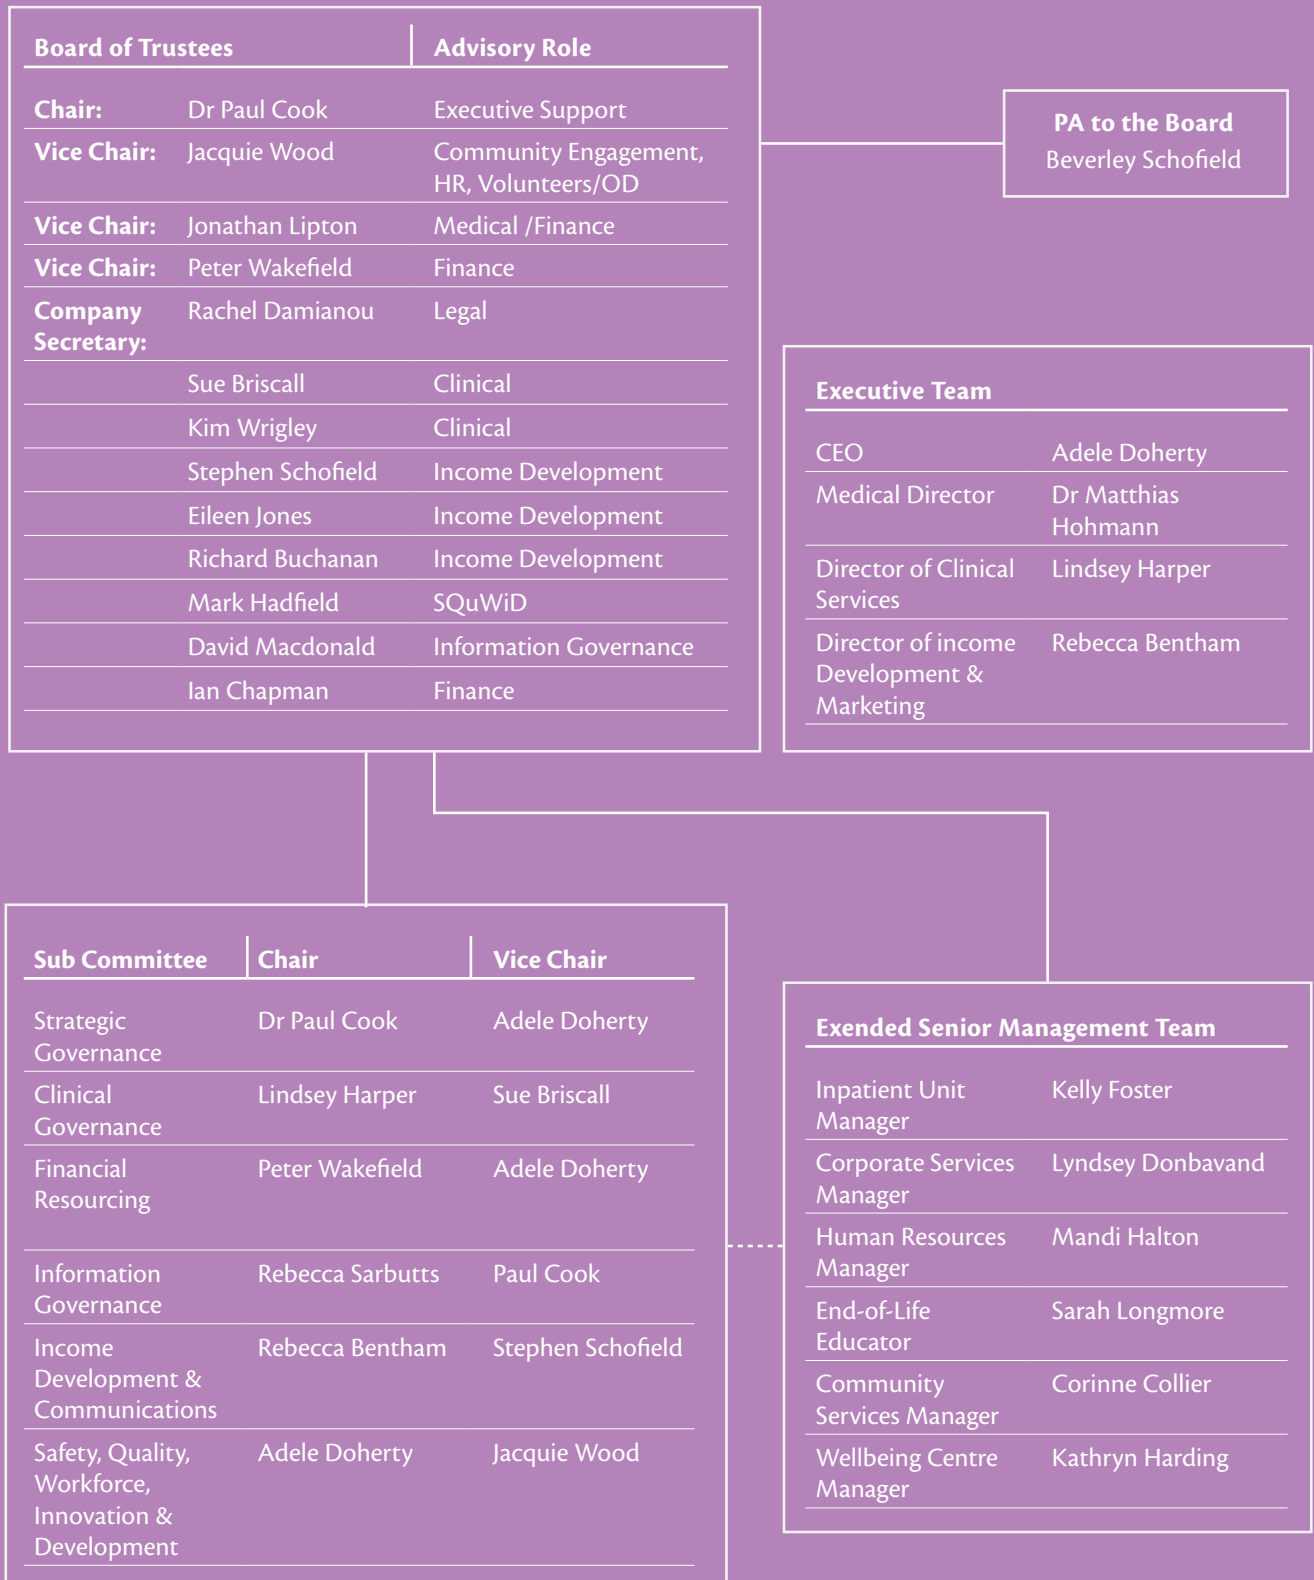 Board of Trustees Advisory Role
Chair: Dr Paul Cook Executive Support
Vice Chair: Jacquie Wood Community Engagement,
HR, Volunteers/OD
Vice Chair: Jonathan Lipton Medical /Finance
Vice Chair: Peter Wakefield Finance
Company Rachel Damianou Legal
Secretary:
Sue Briscall Clinical
Kim Wrigley Clinical
Stephen Schofield Income Development
Eileen Jones Income Development
Richard Buchanan Income Development
Mark Hadfield SQuWiD
David Macdonald Information Governance
Ian Chapman Finance
PA to the Board
Beverley Schofield
Executive Team
CEO Adele Doherty
Medical Director Dr Matthias
Hohmann
Director of Clinical Lindsey Harper
Services
Director of income Rebecca Bentham
Development &
Marketing
Sub Committee Chair Vice Chair
Strategic Dr Paul Cook Adele Doherty
Governance
Clinical Lindsey Harper Sue Briscall
Governance
Financial Peter Wakefield Adele Doherty
Resourcing
Information Rebecca Sarbutts Paul Cook
Governance
Income Rebecca Bentham Stephen Schofield
Development &
Communications
Safety, Quality, Adele Doherty Jacquie Wood
Workforce,
Innovation &
Development
Exended Senior Management Team
Inpatient Unit Kelly Foster
Manager
Corporate Services Lyndsey Donbavand
Manager
Human Resources Mandi Halton
Manager
End-of-Life Sarah Longmore
Educator
Community Corinne Collier
Services Manager
Wellbeing Centre Kathryn Harding
Manager